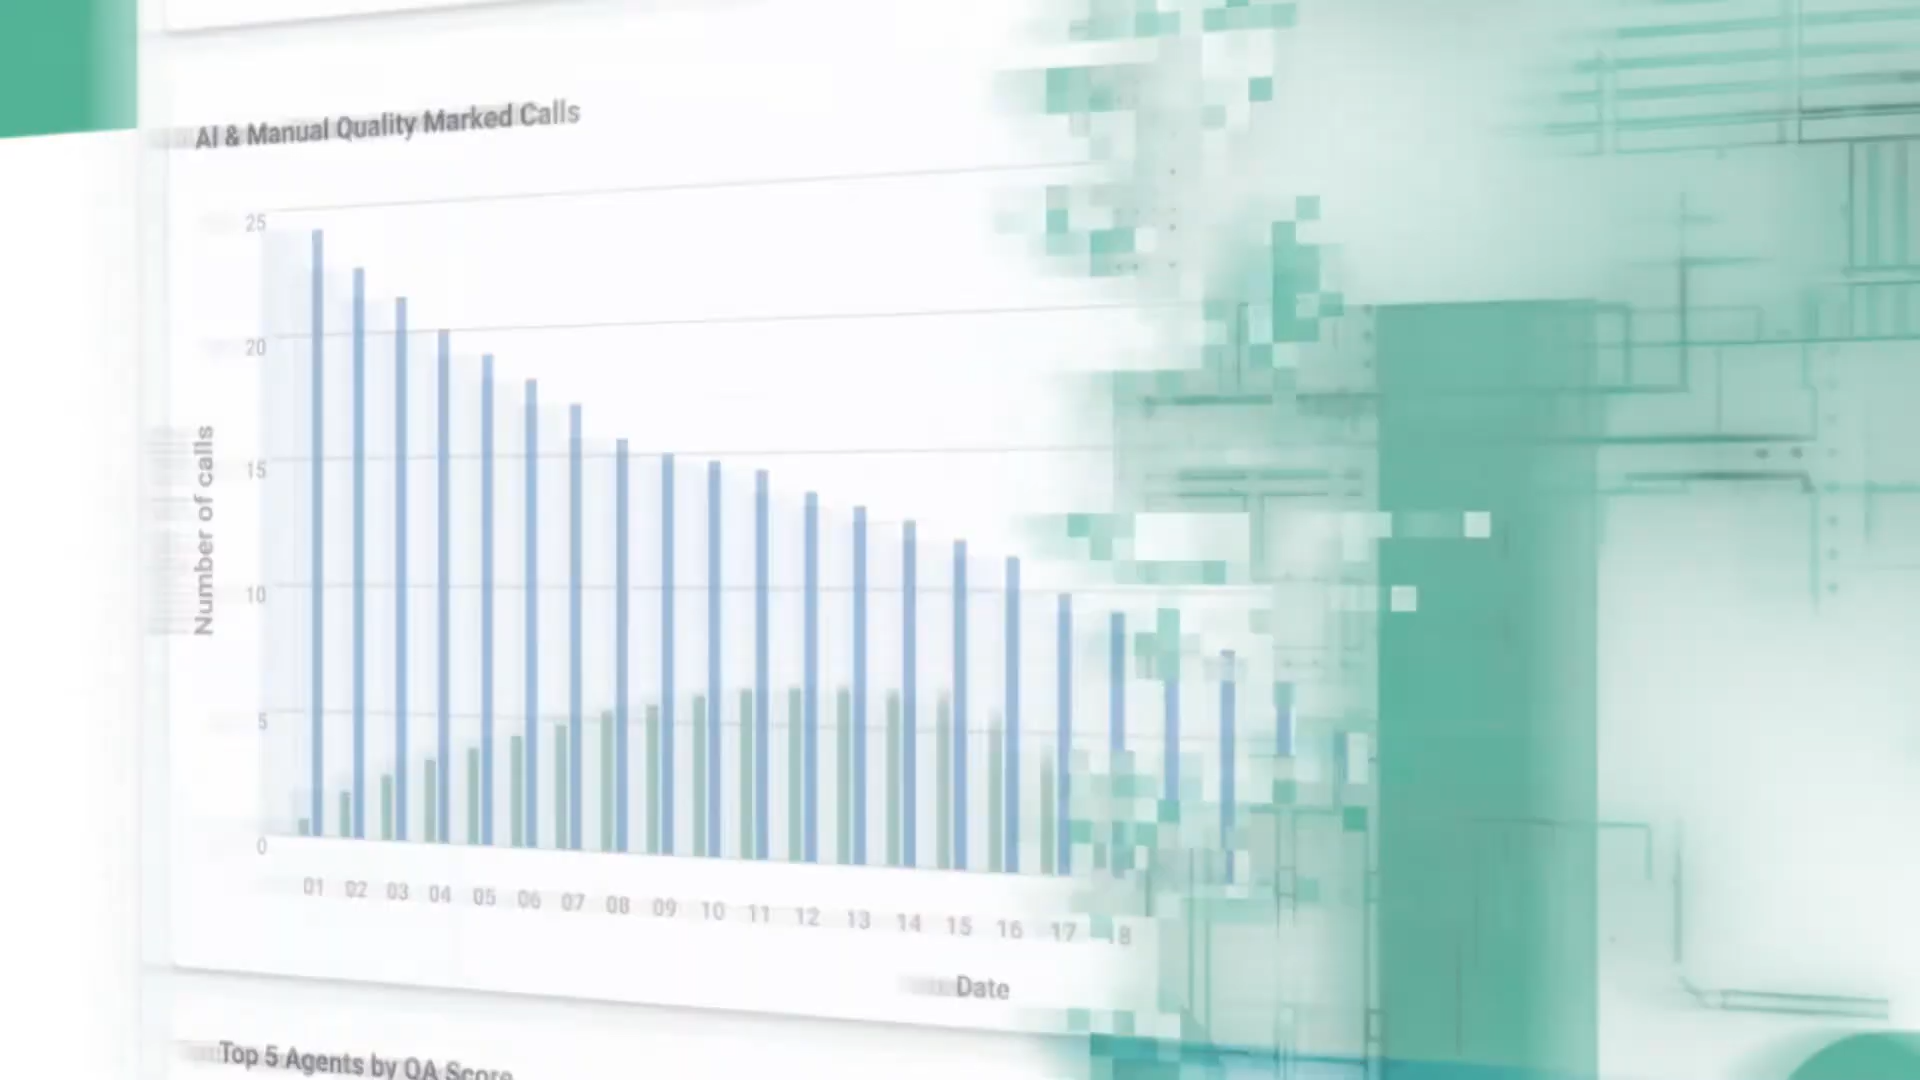 AI & Manual Quality Marked Calls
25
20
15
10
5
0
Number of calls
01 02 03 04 05 06 07 08 09 10 11 12 13 14 15 16 17 18
Date
Top 5 Agents by QA Score